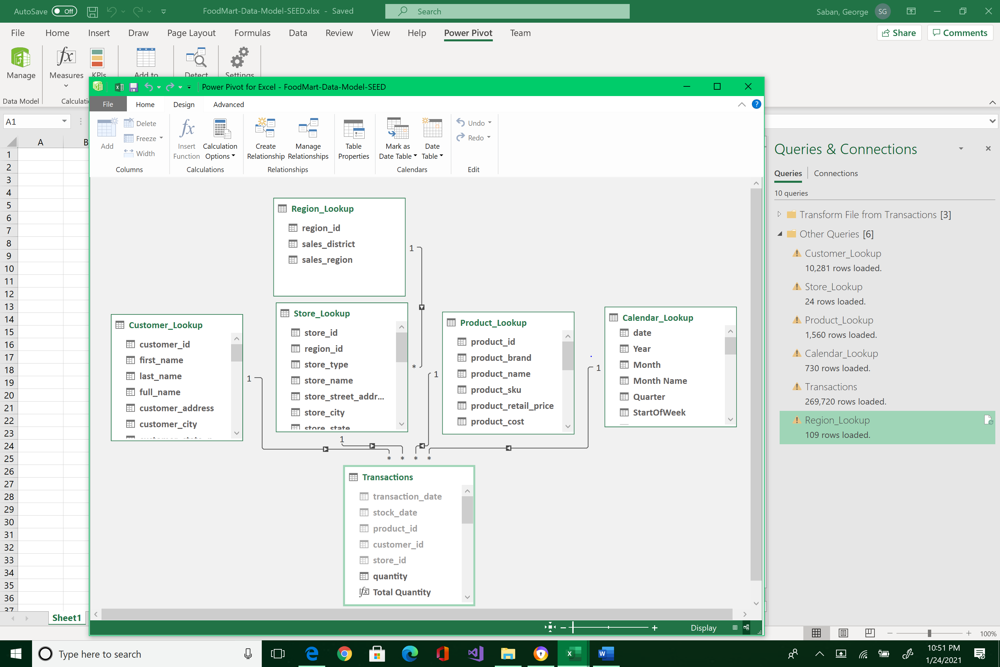 AutoSave Off
FoodMart-Data-Model-SEED.xlsx - Saved
Search
Saban, George SG
File Home Insert Draw Page Layout Formulas Data Review View Help Power Pivot Team
Share Comments
Manage
Measures
KPIs
Add to
Detect
Settings
Data Model
A1
A
1
2
3
4
5
6
7
8
9
10
11
12
13
14
15
16
17
18
19
20
21
22
23
24
25
26
27
28
29
30
31
32
33
34
35
36
37
Sheet1
Power Pivot for Excel - FoodMart-Data-Model-SEED
File Home Design Advanced
Add
Delete
Freeze
Width
Columns
Insert
Function
Calculation
Options
Calculations
Create
Relationship
Manage
Relationships
Relationships
Table
Properties
Mark as
Date Table
Date
Table
Calendars
Undo
Redo
Edit
Region_Lookup
region_id
sales_district
sales_region
1
*
Customer_Lookup
customer_id
first_name
last_name
full_name
customer_address
customer_city
1
Store_Lookup
store_id
region_id
store_type
store_name
store_street_addr...
store_city
store_state
1
Product_Lookup
product_id
product_brand
product_name
product_sku
product_retail_price
product_cost
1
Calendar_Lookup
date
Year
Month
Month Name
Quarter
StartOfWeek
1
* * * *
Transactions
transaction_date
stock_date
product_id
customer_id
store_id
quantity
fx Total Quantity
Display
Queries & Connections
Queries Connections
10 queries
Transform File from Transactions [3]
Other Queries [6]
Customer_Lookup
10,281 rows loaded.
Store_Lookup
24 rows loaded.
Product_Lookup
1,560 rows loaded.
Calendar_Lookup
730 rows loaded.
Transactions
269,720 rows loaded.
Region_Lookup
109 rows loaded.
100%
Type here to search
10:51 PM
1/24/2021